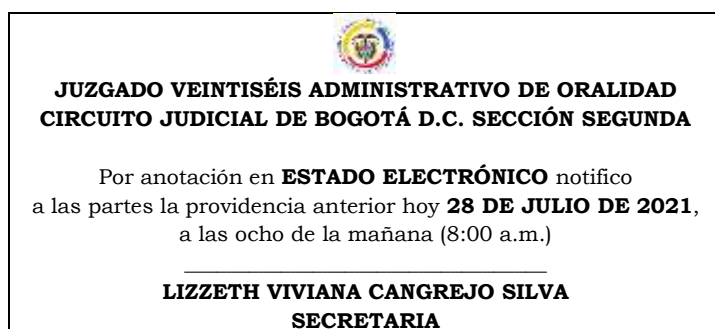 JUZGADO VEINTISÉIS ADMINISTRATIVO DE ORALIDAD
CIRCUITO JUDICIAL DE BOGOTÁ D.C. SECCIÓN SEGUNDA
Por anotación en ESTADO ELECTRÓNICO notifico
a las partes la providencia anterior hoy 28 DE JULIO DE 2021,
a las ocho de la mañana (8:00 a.m.)
LIZZETH VIVIANA CANGREJO SILVA
SECRETARIA